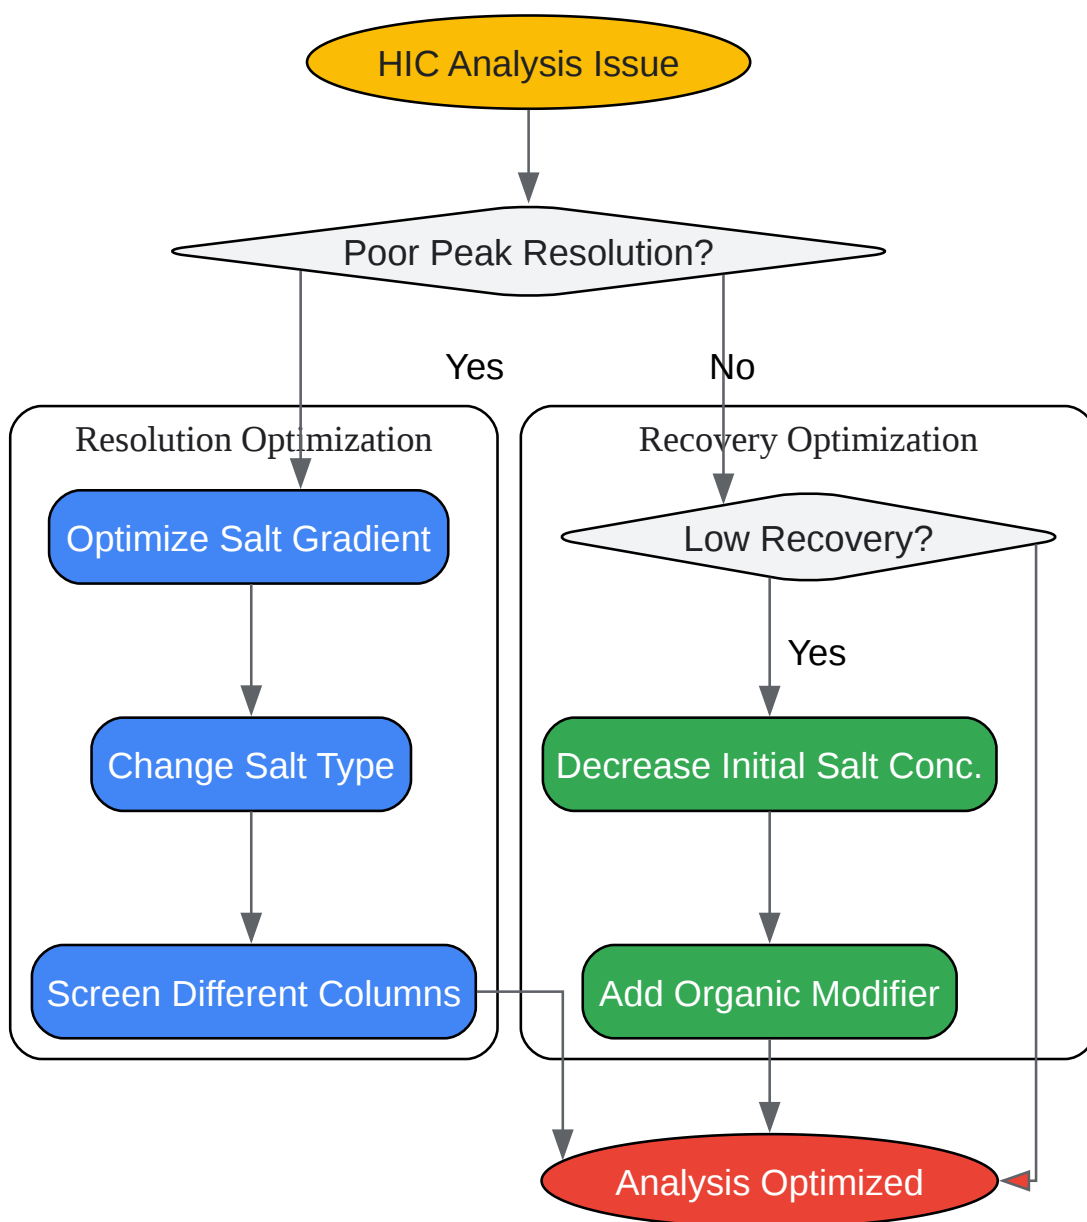 HIC Analysis Issue
Poor Peak Resolution?
Yes
No
Resolution Optimization
Recovery Optimization
Optimize Salt Gradient
Low Recovery?
Yes
Change Salt Type
Decrease Initial Salt Conc.
Screen Different Columns
Add Organic Modifier
Analysis Optimized